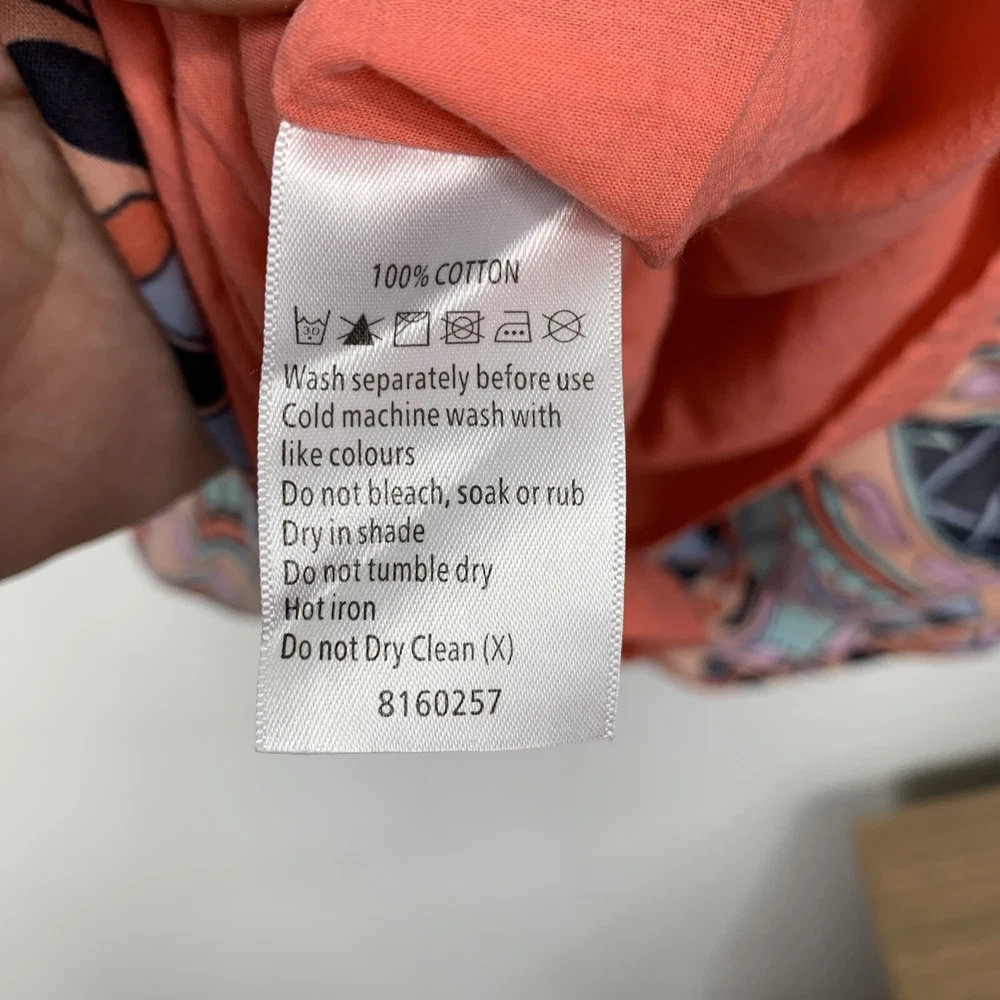 100% COTTON
30
Wash separately before use
Cold machine wash with
like colours
Do not bleach, soak or rub
Dry in shade
Do not tumble dry
Hot iron
Do not Dry Clean (X)
8160257